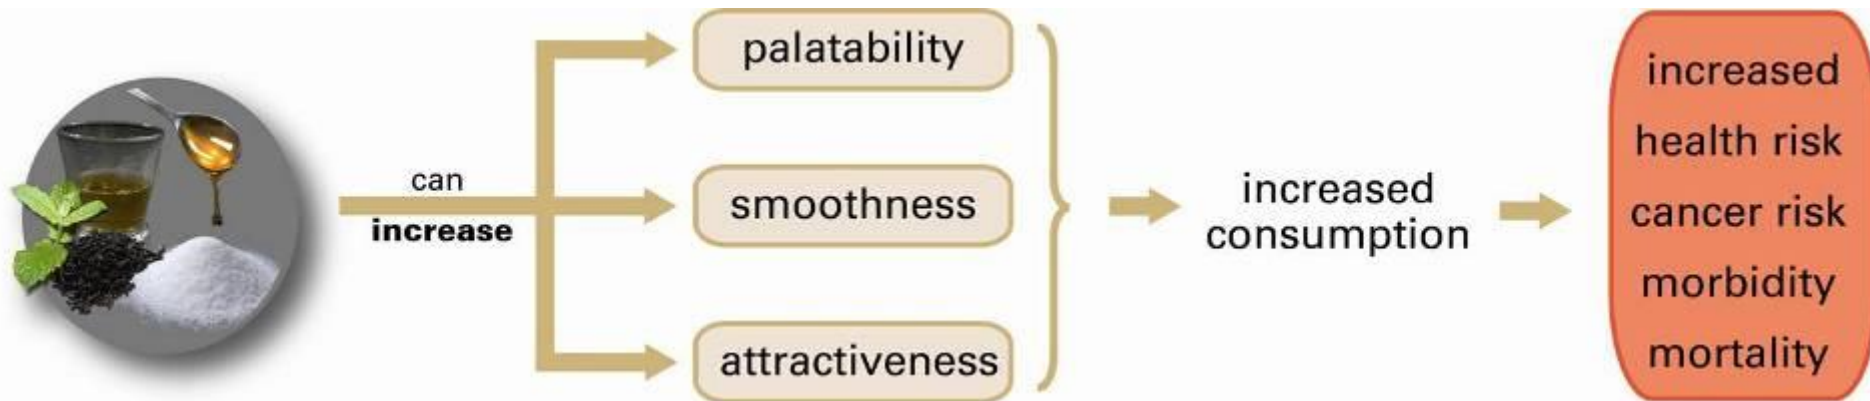 can
increase
palatability
smoothness
attractiveness
increased
consumption
increased
health risk
cancer risk
morbidity
mortality